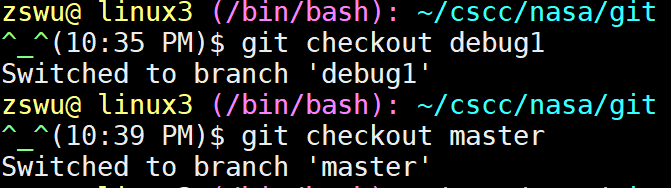 zswu@ linux3 (/bin/bash): ~/cscc/nasa/git
^_^(10:35 PM)$ git checkout debug1
Switched to branch 'debug1'
zswu@ linux3 (/bin/bash): ~/cscc/nasa/git
^_^(10:39 PM)$ git checkout master
Switched to branch 'master'